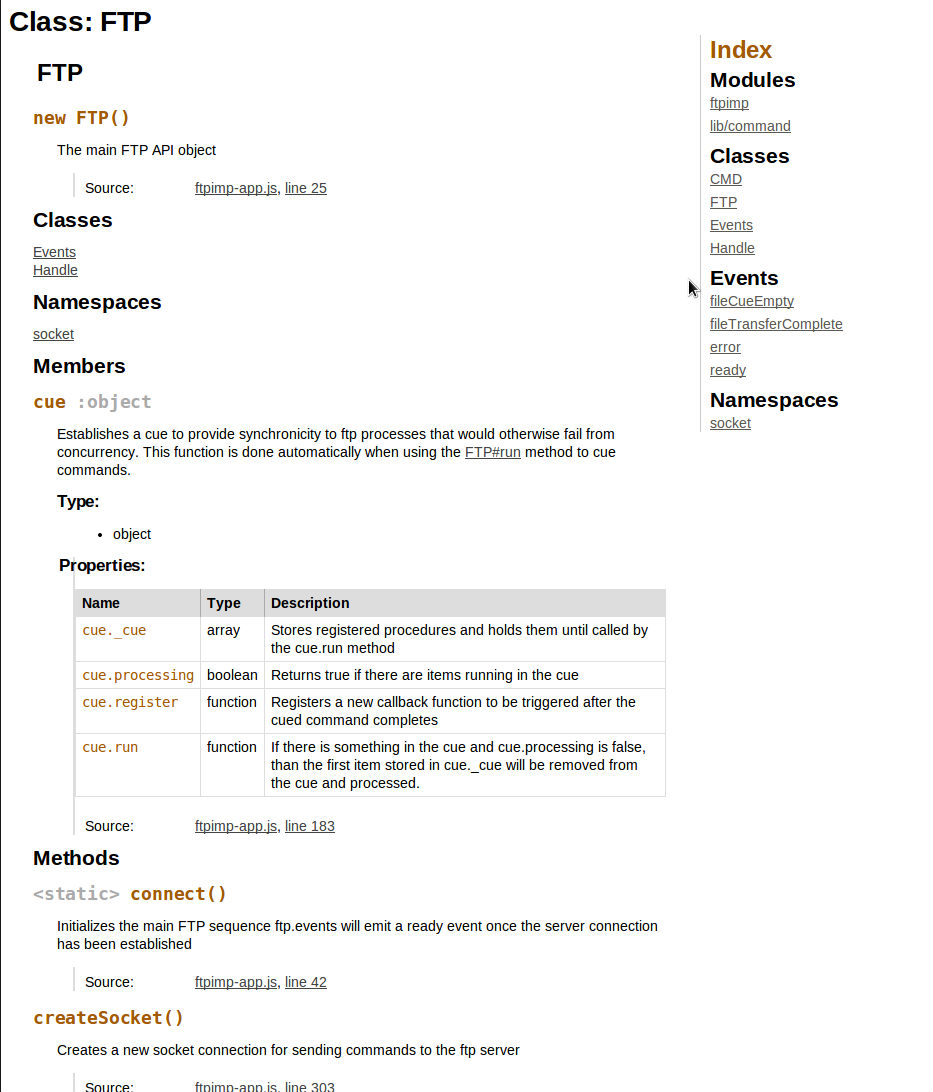 Class: FTP
FTP
new FTP()
The main FTP API object
Source: ftpimp-app.js, line 25
Classes
Events
Handle
Namespaces
socket
Members
cue :object
Establishes a cue to provide synchronicity to ftp processes that would otherwise fail from
concurrency. This function is done automatically when using the FTP#run method to cue
commands.
Type:
• object
Properties:
Name Type Description
cue._cue array Stores registered procedures and holds them until called by
the cue.run method
cue.processing boolean Returns true if there are items running in the cue
cue.register function Registers a new callback function to be triggered after the
cued command completes
cue.run function If there is something in the cue and cue.processing is false,
than the first item stored in cue._cue will be removed from
the cue and processed.
Source: ftpimp-app.js, line 183
Methods
<static> connect()
Initializes the main FTP sequence ftp.events will emit a ready event once the server connection
has been established
Source: ftpimp-app.js, line 42
createSocket()
Creates a new socket connection for sending commands to the ftp server
Source: ftpimp-app.js, line 303
Index
Modules
ftpimp
lib/command
Classes
CMD
FTP
Events
Handle
Events
fileCueEmpty
fileTransferComplete
error
ready
Namespaces
socket